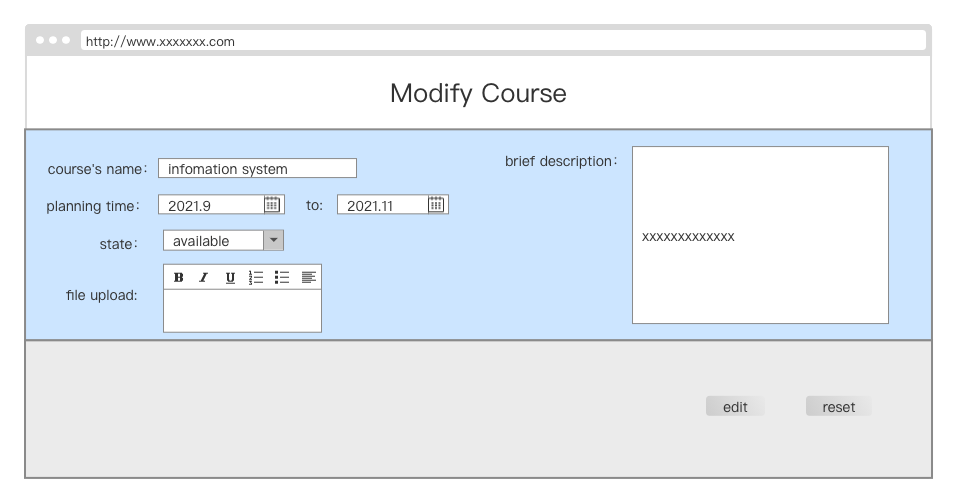 http://www.xxxxxxx.com
Modify Course
course's name:
infomation system
planning time:
2021.9
to:
2021.11
state:
available
file upload:
B I U
brief description:
xxxxxxxxxxxxx
edit
reset